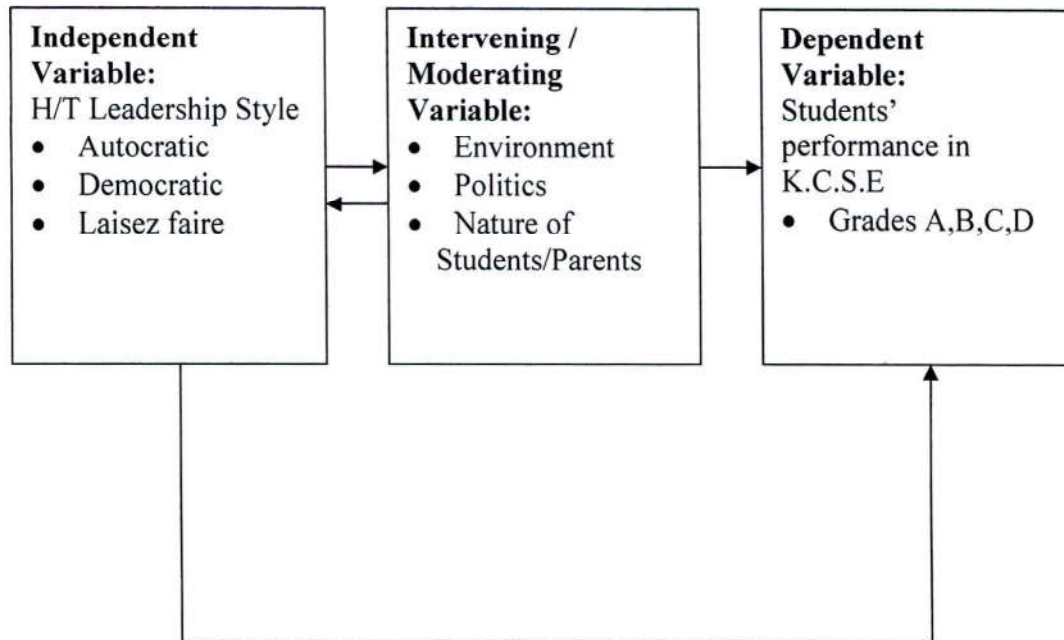 Independent
Variable:
H/T Leadership Style
• Autocratic
• Democratic
• Laisez faire
Intervening /
Moderating
Variable:
• Environment
• Politics
• Nature of
Students/Parents
Dependent
Variable:
Students'
performance in
K.C.S.E
• Grades A,B,C,D